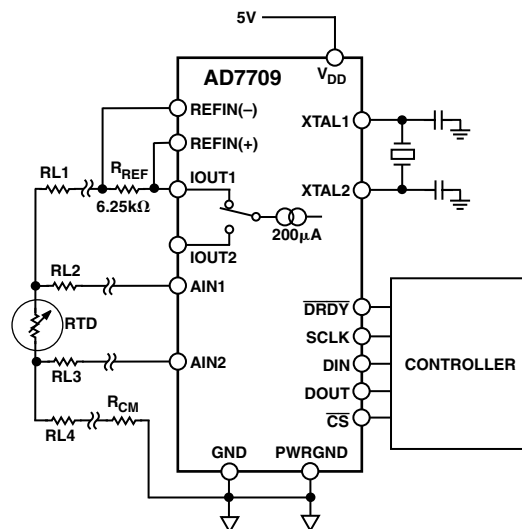 5V
AD7709
VDD
REFIN(–)
XTAL1
REFIN(+)
RL1
RREF
IOUT1
6.25kΩ
XTAL2
200μA
IOUT2
RL2
AIN1
DRDY
RTD
SCLK
RL3
AIN2
DIN
CONTROLLER
DOUT
RCM
CS
RL4
GND
PWRGND